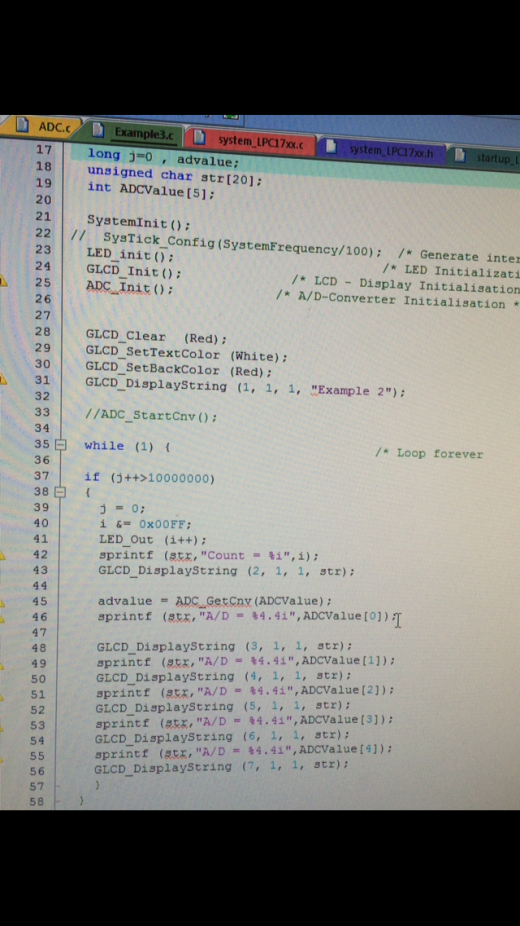 ADC.c Example3.c system_LPC17xx.c system_LPC17xx.h startup_L
17 long j=0 , advalue;
18 unsigned char str[20];
19 int ADCValue[5];
20
21 SystemInit();
22 // SysTick_Config(SystemFrequency/100); /* Generate inter
23 LED_init(); /* LED Initializati
24 GLCD_Init(); /* LCD - Display Initialisation
25 ADC_Init(); /* A/D-Converter Initialisation *
26
27
28 GLCD_Clear (Red);
29 GLCD_SetTextColor (White);
30 GLCD_SetBackColor (Red);
31 GLCD_DisplayString (1, 1, 1, "Example 2");
32
33 //ADC_StartCnv();
34
35 while (1) { /* Loop forever
36
37 if (j++>10000000)
38 {
39 j = 0;
40 i &= 0x00FF;
41 LED_Out (i++);
42 sprintf (str,"Count = %i",i);
43 GLCD_DisplayString (2, 1, 1, str);
44
45 advalue = ADC_GetCnv(ADCValue);
46 sprintf (str,"A/D = %4.4i",ADCValue[0]);
47
48 GLCD_DisplayString (3, 1, 1, str);
49 sprintf (str,"A/D = %4.4i",ADCValue[1]);
50 GLCD_DisplayString (4, 1, 1, str);
51 sprintf (str,"A/D = %4.4i",ADCValue[2]);
52 GLCD_DisplayString (5, 1, 1, str);
53 sprintf (str,"A/D = %4.4i",ADCValue[3]);
54 GLCD_DisplayString (6, 1, 1, str);
55 sprintf (str,"A/D = %4.4i",ADCValue[4]);
56 GLCD_DisplayString (7, 1, 1, str);
57 }
58 }